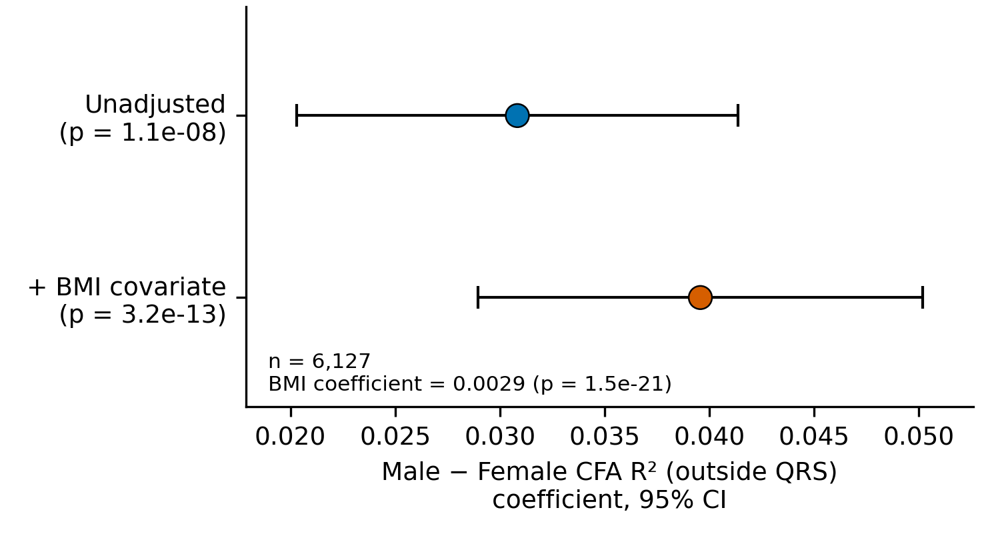 Unadjusted
(p = 1.1e-08)
+ BMI covariate
(p = 3.2e-13)
n = 6,127
BMI coefficient = 0.0029 (p = 1.5e-21)
0.020 0.025 0.030 0.035 0.040 0.045 0.050
Male − Female CFA R² (outside QRS)
coefficient, 95% CI